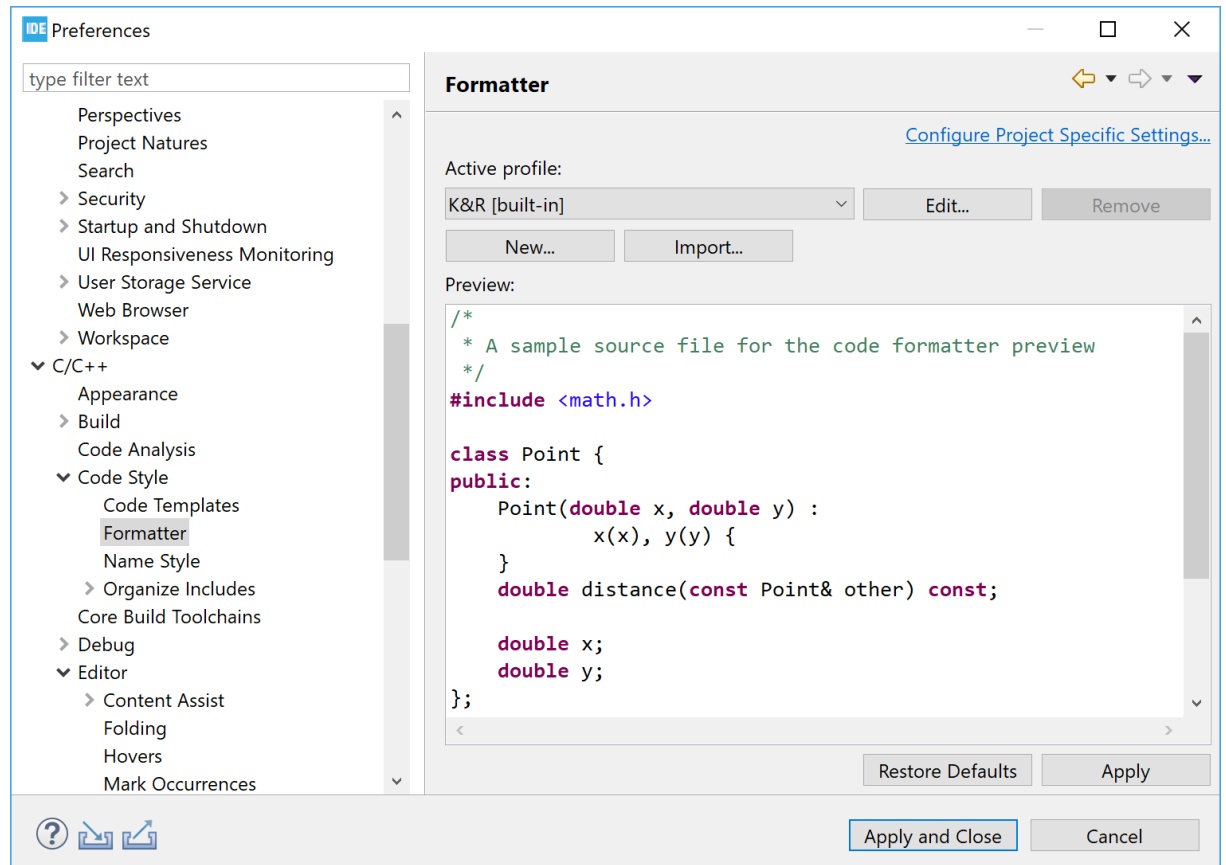 IDE Preferences
type filter text
Perspectives
Project Natures
Search
Security
Startup and Shutdown
UI Responsiveness Monitoring
User Storage Service
Web Browser
Workspace
C/C++
Appearance
Build
Code Analysis
Code Style
Code Templates
Formatter
Name Style
Organize Includes
Core Build Toolchains
Debug
Editor
Content Assist
Folding
Hovers
Mark Occurrences
Formatter
Configure Project Specific Settings...
Active profile:
K&R [built-in]
Edit...
Remove
New...
Import...
Preview:
/*
 * A sample source file for the code formatter preview
 */
#include <math.h>

class Point {
public:
    Point(double x, double y) :
            x(x), y(y) {
    }
    double distance(const Point& other) const;

    double x;
    double y;
};
Restore Defaults
Apply
?
Apply and Close
Cancel